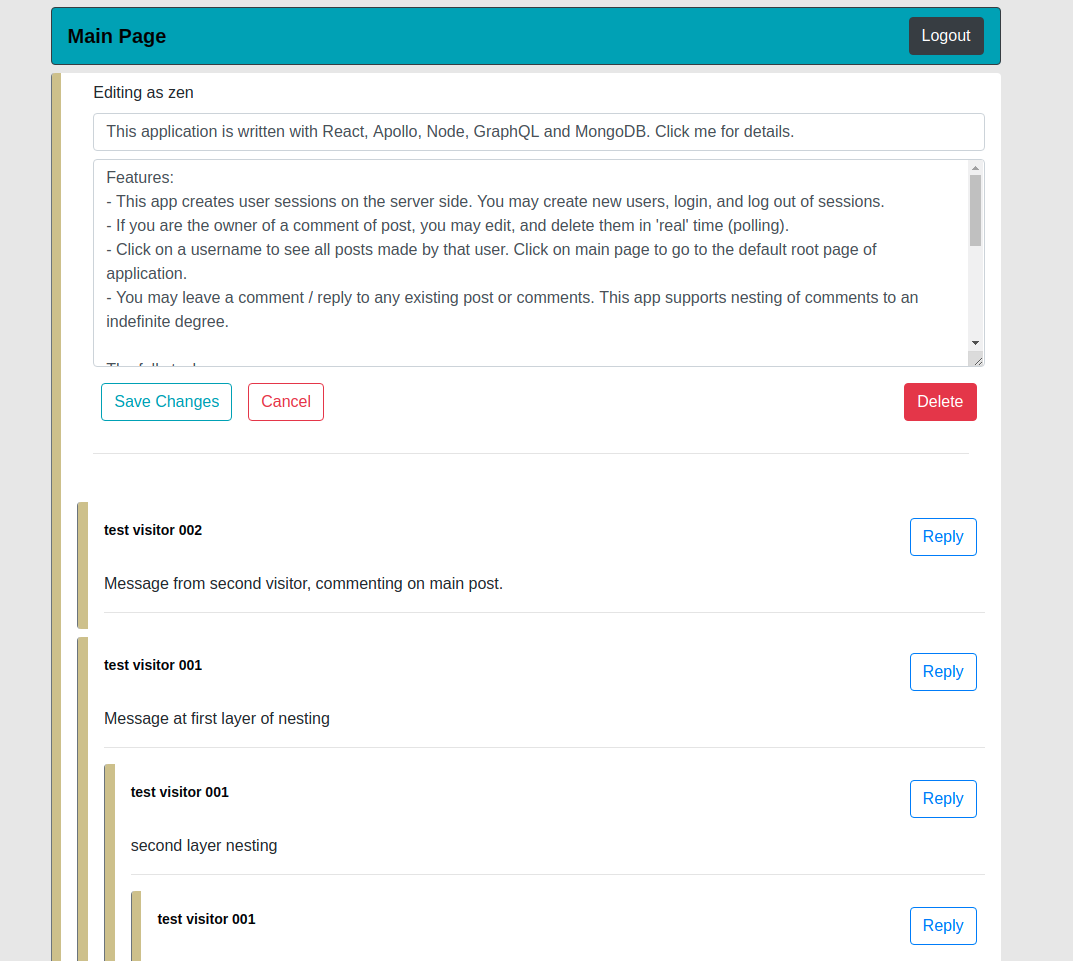 Main Page
Logout
Editing as zen
This application is written with React, Apollo, Node, GraphQL and MongoDB. Click me for details.
Features:
- This app creates user sessions on the server side. You may create new users, login, and log out of sessions.
- If you are the owner of a comment of post, you may edit, and delete them in 'real' time (polling).
- Click on a username to see all posts made by that user. Click on main page to go to the default root page of
application.
- You may leave a comment / reply to any existing post or comments. This app supports nesting of comments to an
indefinite degree.
Save Changes
Cancel
Delete
test visitor 002
Reply
Message from second visitor, commenting on main post.
test visitor 001
Reply
Message at first layer of nesting
test visitor 001
Reply
second layer nesting
test visitor 001
Reply